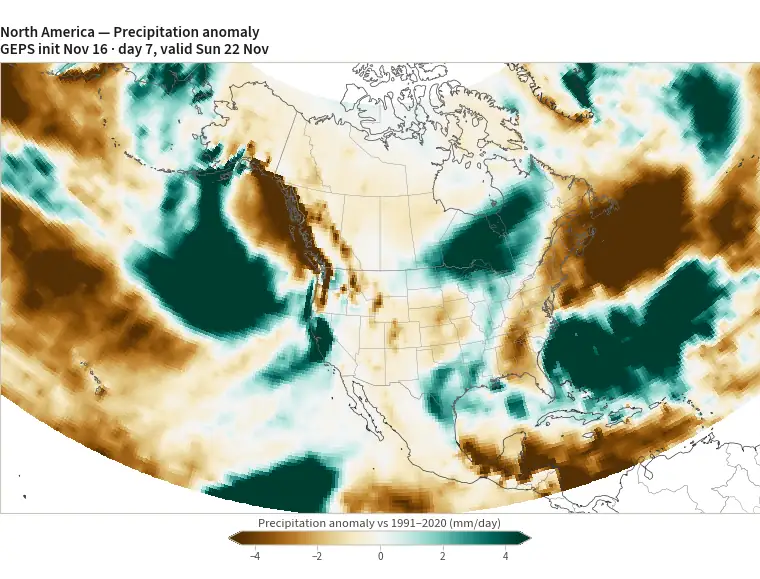 North America — Precipitation anomaly
GEPS init Nov 16 · day 7, valid Sun 22 Nov
Precipitation anomaly vs 1991–2020 (mm/day)
−4 −2 0 2 4